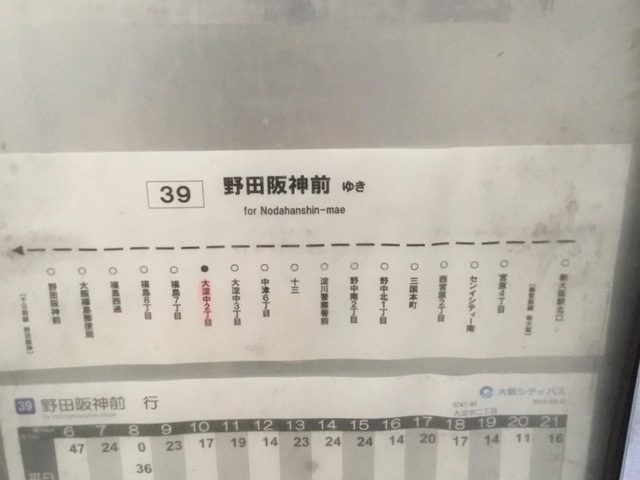 39 野田阪神前 ゆき
for Nodahanshin-mae
野田阪神前
大阪福島郵便局
福島西通
福島8丁目
福島7丁目
大淀中2丁目
大淀中3丁目
中津6丁目
十三
淀川警察署前
野中南2丁目
野中北1丁目
三国本町
西宮原2丁目
センイシティー南
宮原4丁目
新大阪駅北口
39 野田阪神前 行
for Nodahanshin-mae
大阪シティバス
大淀中二丁目
6 7 8 9 10 11 12 13 14 15 16 17 18 19 20 21
47 24 0 23 17 19 14 23 24 24 14 20 17 14 11 16
平日 36